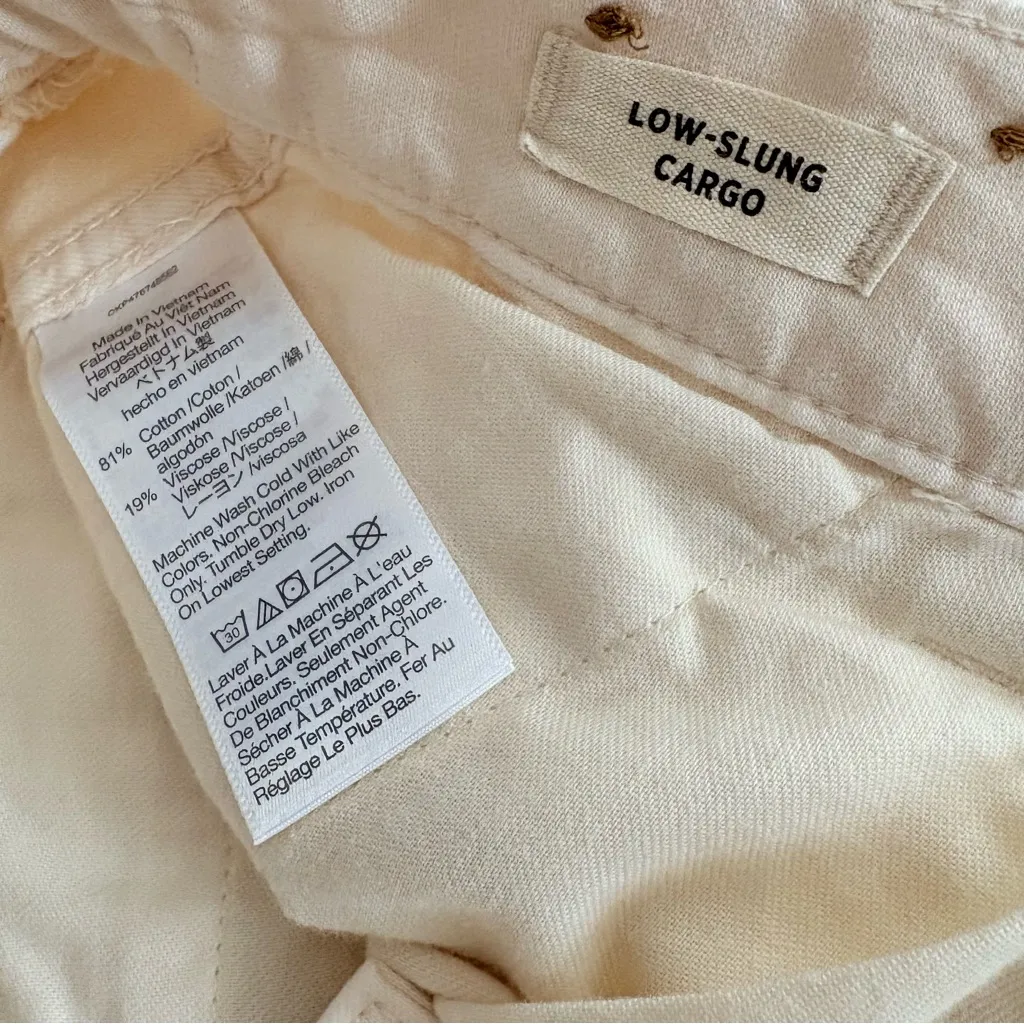 LOW-SLUNG
CARGO
Made In Vietnam
Fabriqué Au Viêt Nam
Hergestellt In Vietnam
Vervaardigd In Vietnam
ベトナム製
hecho en vietnam
81% Cotton /Coton /
Baumwolle /Katoen /綿 /
algodón
19% Viscose /Viscose /
Viskose /Viscose /
レーヨン /viscosa
Machine Wash Cold With Like
Colors. Non-Chlorine Bleach
Only. Tumble Dry Low. Iron
On Lowest Setting.
30
Laver À La Machine À L'eau
Froide.Laver En Séparant Les
Couleurs. Seulement Agent
De Blanchiment Non-Chlore.
Sécher À La Machine À
Basse Température. Fer Au
Réglage Le Plus Bas.